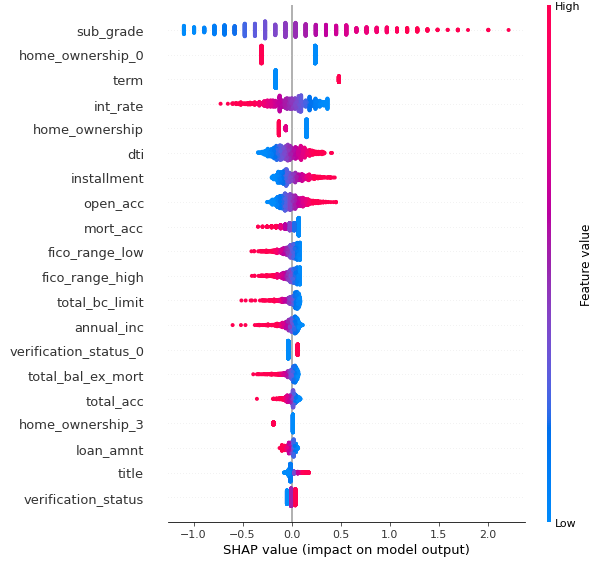 High
sub_grade
home_ownership_0
term
int_rate
home_ownership
dti
installment
open_acc
mort_acc
fico_range_low
fico_range_high
total_bc_limit
annual_inc
verification_status_0
total_bal_ex_mort
total_acc
home_ownership_3
loan_amnt
title
verification_status
Feature value
Low
−1.0 −0.5 0.0 0.5 1.0 1.5 2.0
SHAP value (impact on model output)